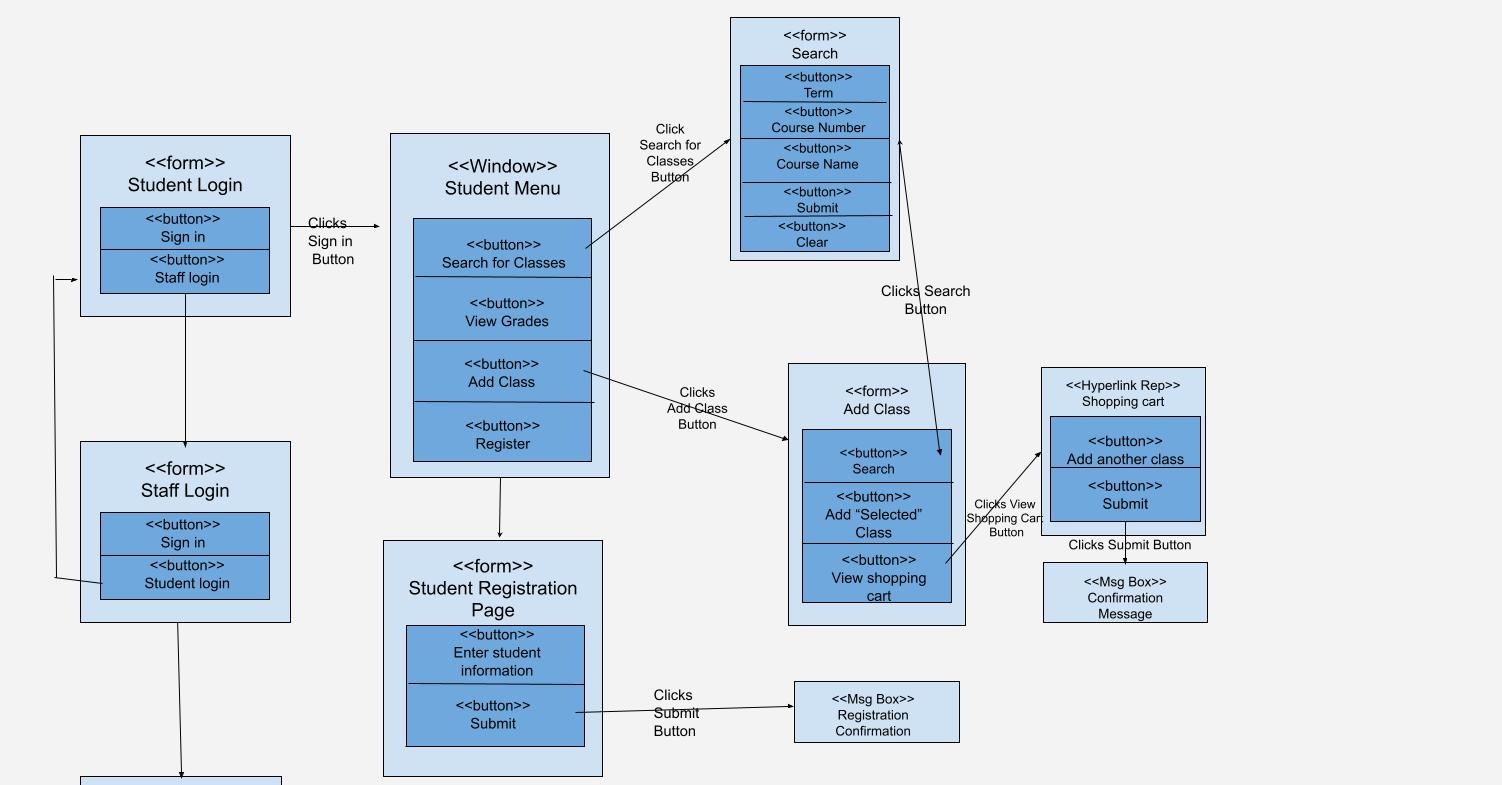 <<form>>
Student Login
<<button>>
Sign in
<<button>>
Staff login
Clicks
Sign in
Button
<<form>>
Staff Login
<<button>>
Sign in
<<button>>
Student login
<<Window>>
Student Menu
<<button>>
Search for Classes
<<button>>
View Grades
<<button>>
Add Class
<<button>>
Register
<<form>>
Student Registration
Page
<<button>>
Enter student
information
<<button>>
Submit
Click
Search for
Classes
Button
<<form>>
Search
<<button>>
Term
<<button>>
Course Number
<<button>>
Course Name
<<button>>
Submit
<<button>>
Clear
Clicks Search
Button
Clicks
Add Class
Button
<<form>>
Add Class
<<button>>
Search
<<button>>
Add “Selected”
Class
<<button>>
View shopping
cart
Clicks View
Shopping Cart
Button
<<Hyperlink Rep>>
Shopping cart
<<button>>
Add another class
<<button>>
Submit
Clicks Submit Button
<<Msg Box>>
Confirmation
Message
Clicks
Submit
Button
<<Msg Box>>
Registration
Confirmation